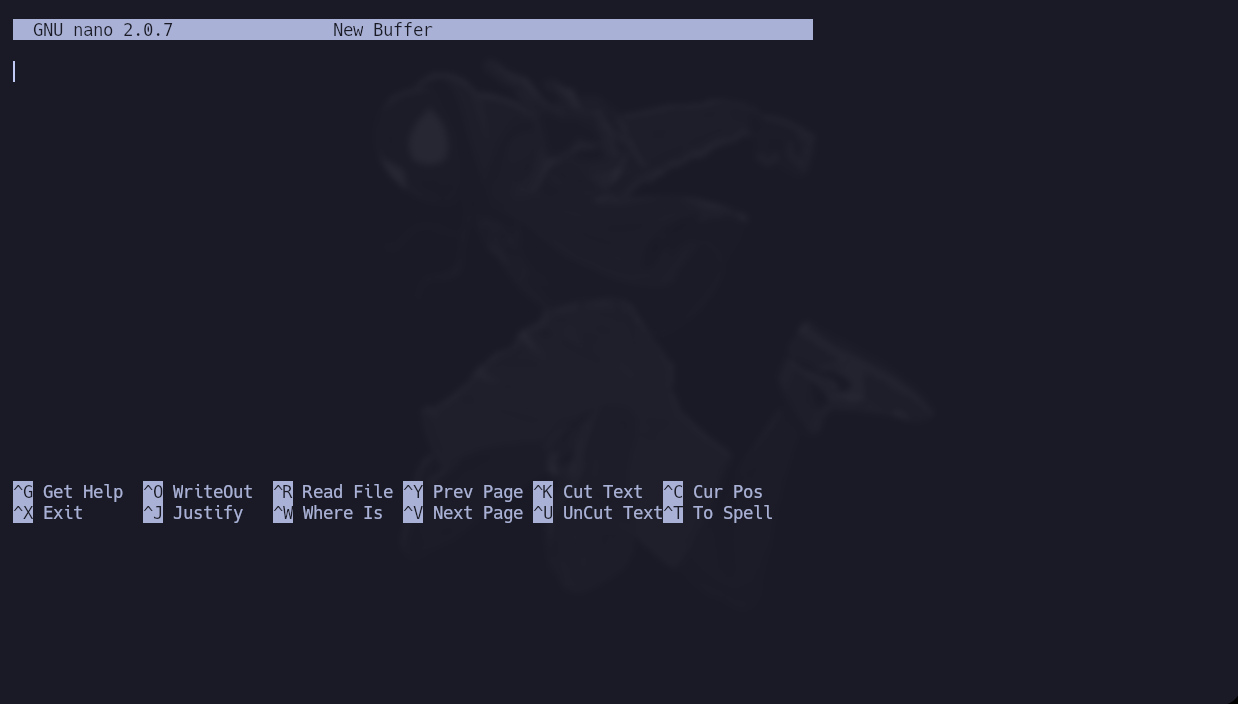 GNU nano 2.0.7 New Buffer
^G Get Help ^O WriteOut ^R Read File ^Y Prev Page ^K Cut Text ^C Cur Pos
^X Exit ^J Justify ^W Where Is ^V Next Page ^U UnCut Text^T To Spell